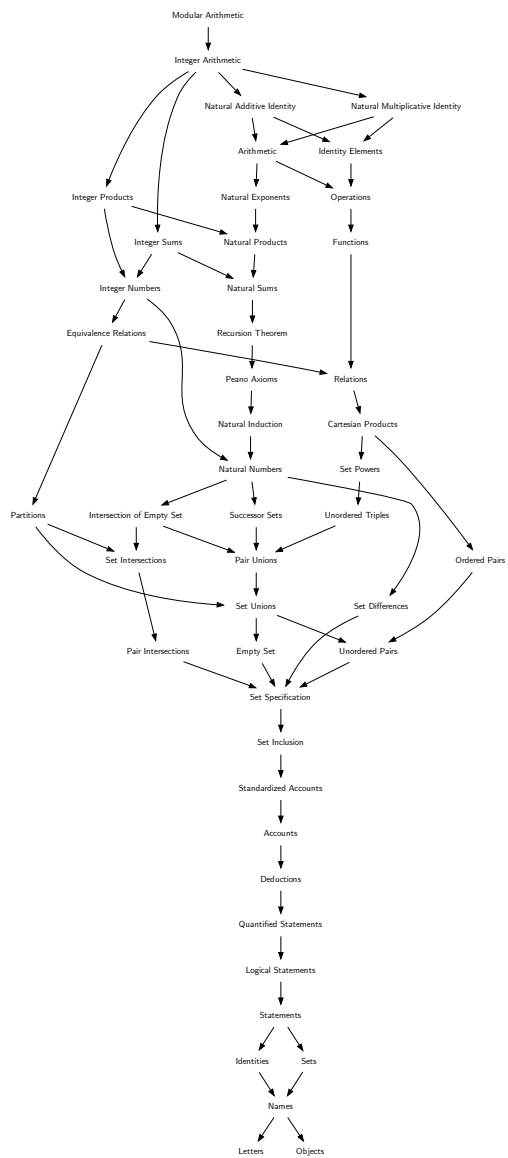 Modular Arithmetic
Integer Arithmetic
Natural Additive Identity
Natural Multiplicative Identity
Arithmetic
Identity Elements
Integer Products
Natural Exponents
Operations
Integer Sums
Natural Products
Functions
Integer Numbers
Natural Sums
Equivalence Relations
Recursion Theorem
Peano Axioms
Relations
Natural Induction
Cartesian Products
Natural Numbers
Set Powers
Partitions
Intersection of Empty Set
Successor Sets
Unordered Triples
Set Intersections
Pair Unions
Ordered Pairs
Set Unions
Set Differences
Pair Intersections
Empty Set
Unordered Pairs
Set Specification
Set Inclusion
Standardized Accounts
Accounts
Deductions
Quantified Statements
Logical Statements
Statements
Identities
Sets
Names
Letters
Objects